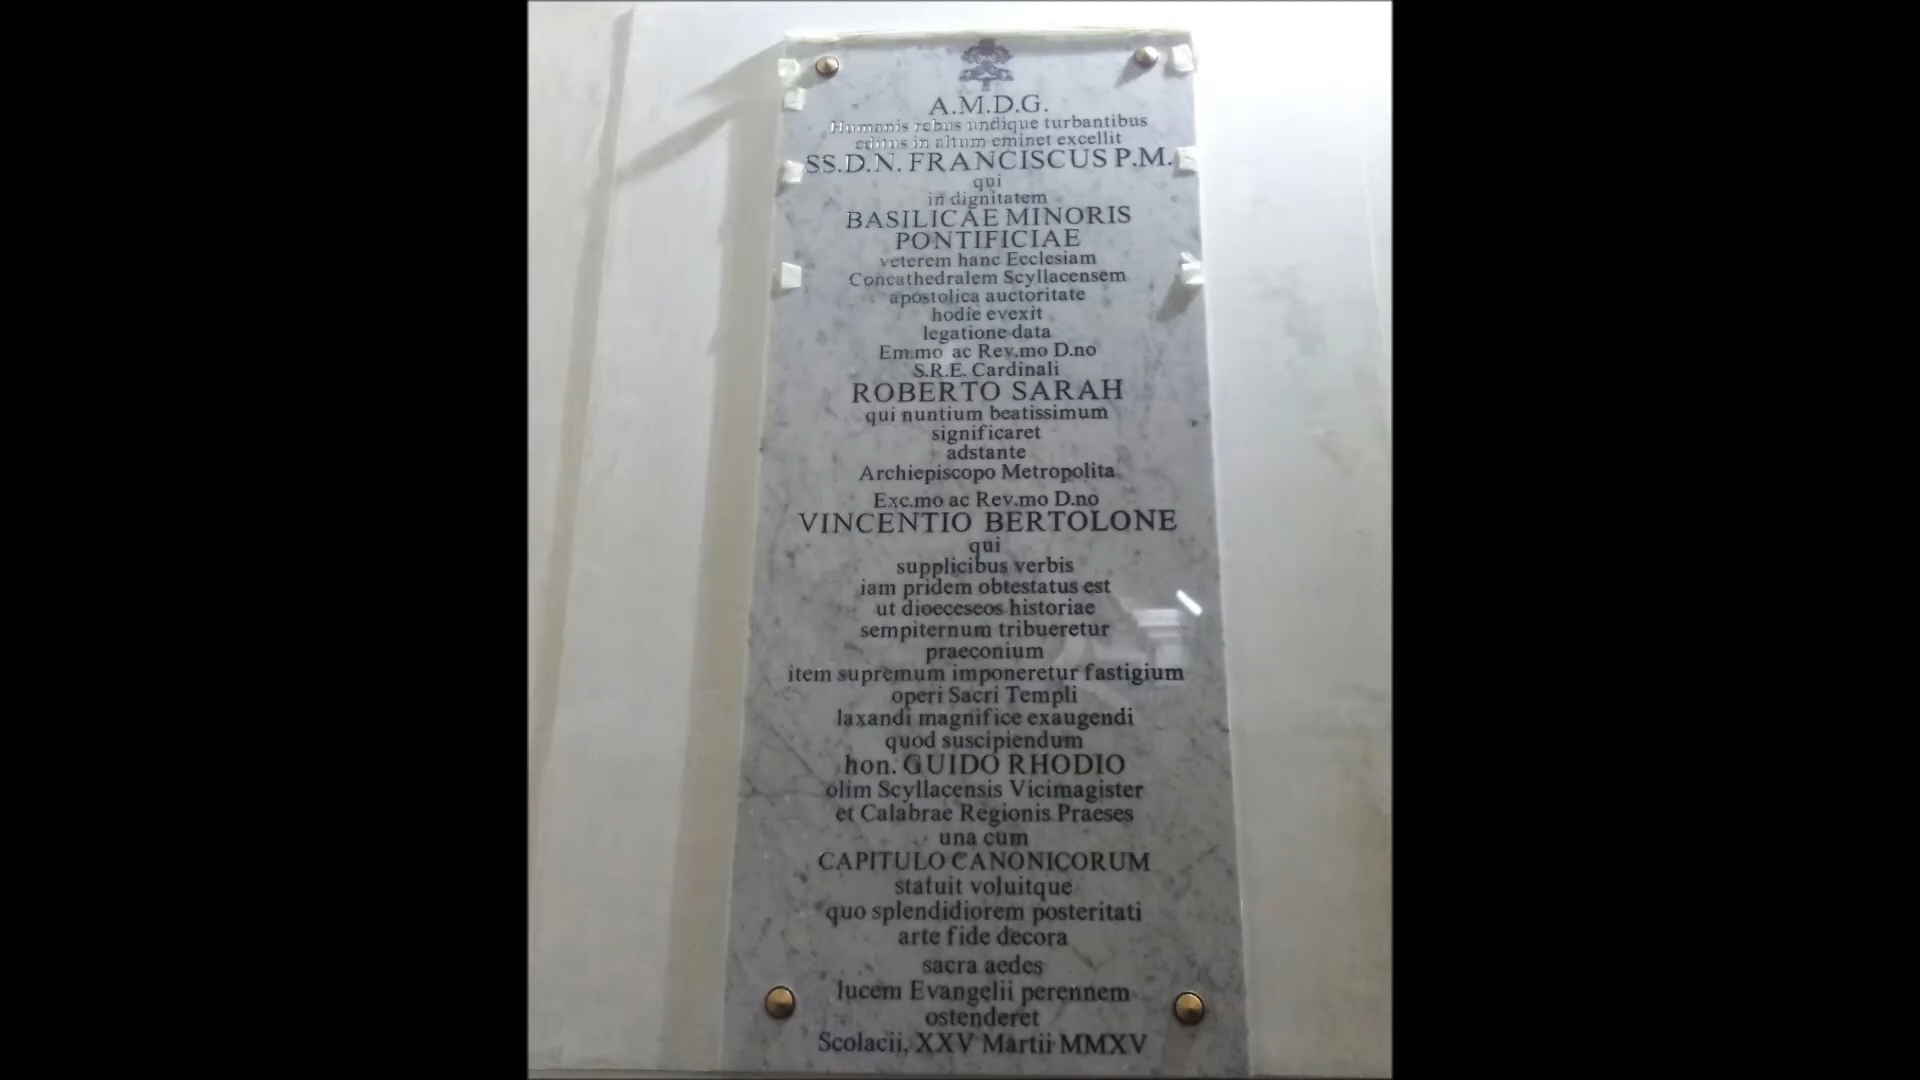 A.M.D.G.
Humanis rebus undique turbantibus
editus in altum eminet excellit
SS.D.N. FRANCISCUS P.M.
qui
in dignitatem
BASILICAE MINORIS
PONTIFICIAE
veterem hanc Ecclesiam
Concathedralem Scyllacensem
apostolica auctoritate
hodie evexit
legatione data
Em.mo ac Rev.mo D.no
S.R.E. Cardinali
ROBERTO SARAH
qui nuntium beatissimum
significaret
adstante
Archiepiscopo Metropolita
Exc.mo ac Rev.mo D.no
VINCENTIO BERTOLONE
qui
supplicibus verbis
iam pridem obtestatus est
ut dioeceseos historiae
sempiternum tribueretur
praeconium
item supremum imponeretur fastigium
operi Sacri Templi
laxandi magnifice exaugendi
quod suscipiendum
hon. GUIDO RHODIO
olim Scyllacensis Vicimagister
et Calabrae Regionis Praeses
una cum
CAPITULO CANONICORUM
statuit voluitque
quo splendidiorem posteritati
arte fide decora
sacra aedes
lucem Evangelii perennem
ostenderet
Scolacii, XXV Martii MMXV